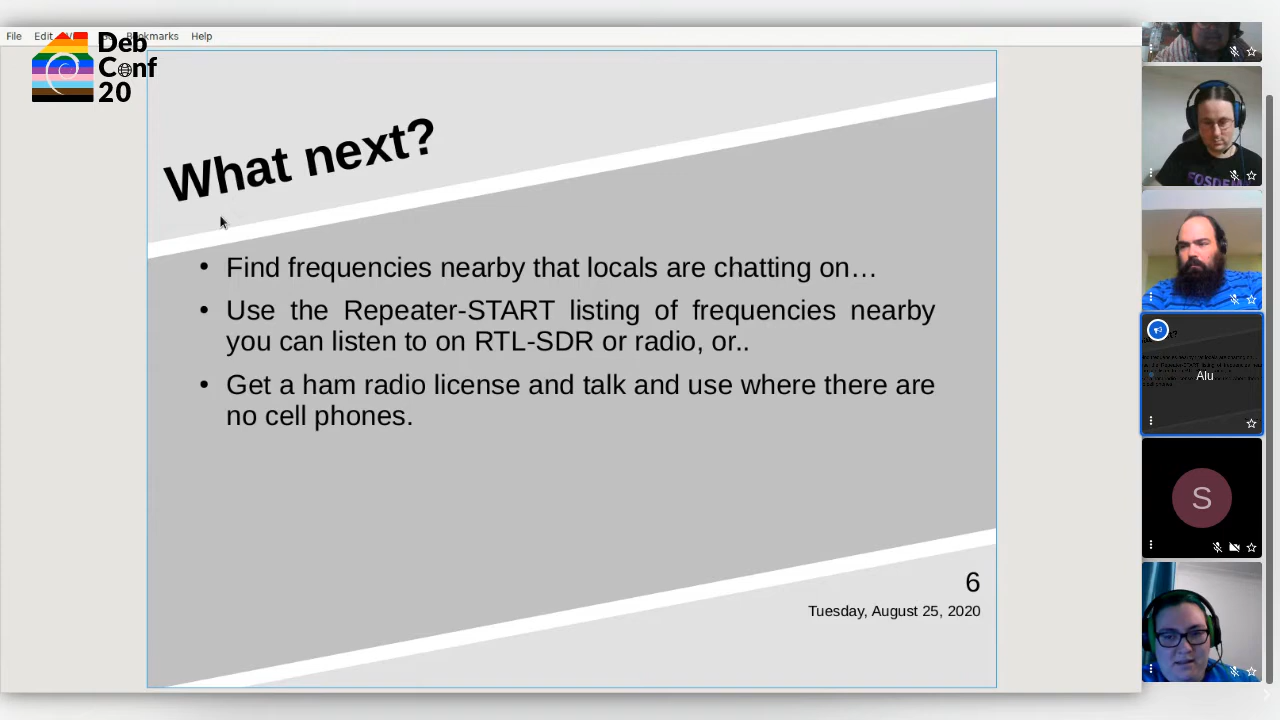 File Edit Bookmarks Help
Deb
Conf
20
What next?
• Find frequencies nearby that locals are chatting on…
• Use the Repeater-START listing of frequencies nearby
you can listen to on RTL-SDR or radio, or..
• Get a ham radio license and talk and use where there are
no cell phones.
6
Tuesday, August 25, 2020
FOSDEM
Alu
S